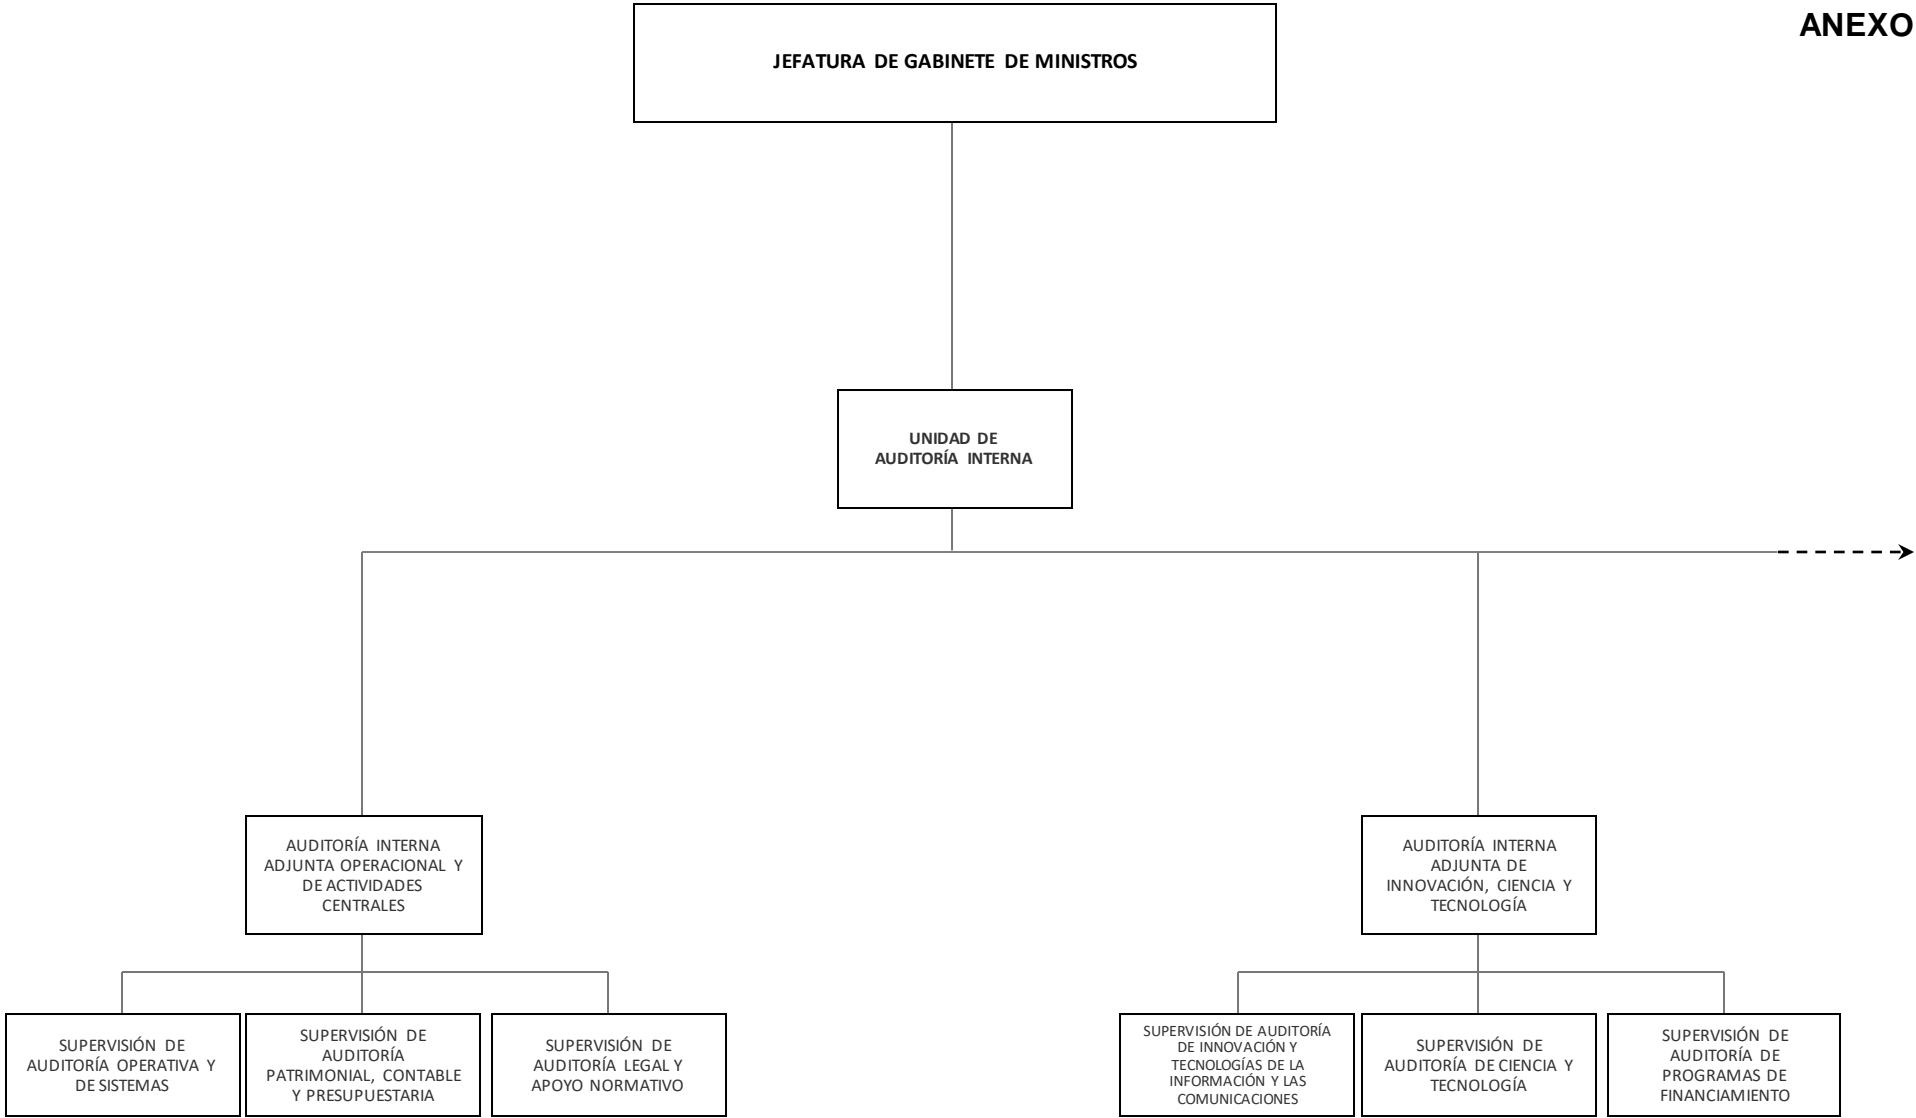 ANEXO
JEFATURA DE GABINETE DE MINISTROS
UNIDAD DE
AUDITORÍA INTERNA
AUDITORÍA INTERNA
ADJUNTA OPERACIONAL Y
DE ACTIVIDADES
CENTRALES
AUDITORÍA INTERNA
ADJUNTA DE
INNOVACIÓN, CIENCIA Y
TECNOLOGÍA
SUPERVISIÓN DE
AUDITORÍA OPERATIVA Y
DE SISTEMAS
SUPERVISIÓN DE
AUDITORÍA
PATRIMONIAL, CONTABLE
Y PRESUPUESTARIA
SUPERVISIÓN DE
AUDITORÍA LEGAL Y
APOYO NORMATIVO
SUPERVISIÓN DE AUDITORÍA
DE INNOVACIÓN Y
TECNOLOGÍAS DE LA
INFORMACIÓN Y LAS
COMUNICACIONES
SUPERVISIÓN DE
AUDITORÍA DE CIENCIA Y
TECNOLOGÍA
SUPERVISIÓN DE
AUDITORÍA DE
PROGRAMAS DE
FINANCIAMIENTO